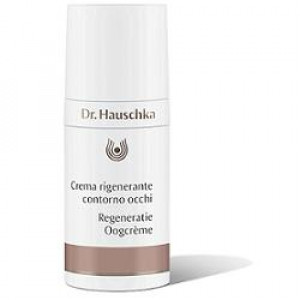 Dr. Hauschka
Crema rigenerante
contorno occhi
Regeneratie
Oogcrème